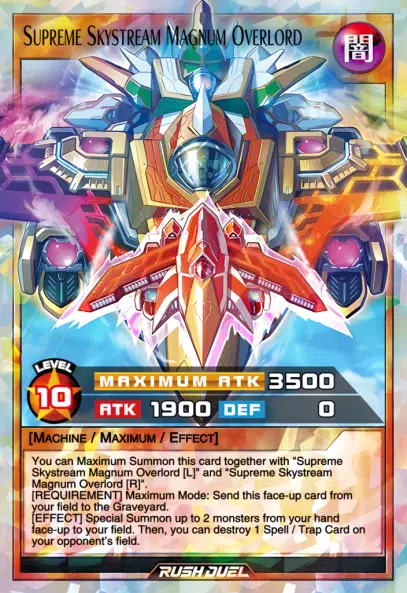 SUPREME SKYSTREAM MAGNUM OVERLORD
闇
LEVEL
10
MAXIMUM ATK 3500
ATK 1900 DEF 0
[MACHINE / MAXIMUM / EFFECT]
You can Maximum Summon this card together with "Supreme
Skystream Magnum Overlord [L]" and "Supreme Skystream
Magnum Overlord [R]".
[REQUIREMENT] Maximum Mode: Send this face-up card from
your field to the Graveyard.
[EFFECT] Special Summon up to 2 monsters from your hand
face-up to your field. Then, you can destroy 1 Spell / Trap Card on
your opponent's field.
RUSH DUEL